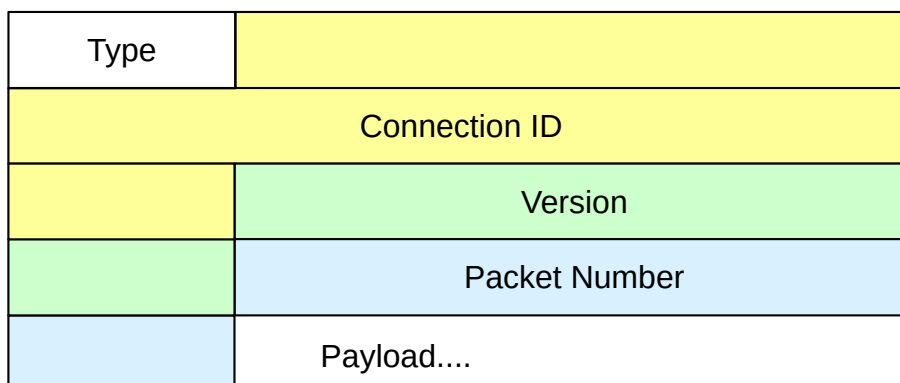 Type
Connection ID
Version
Packet Number
Payload....